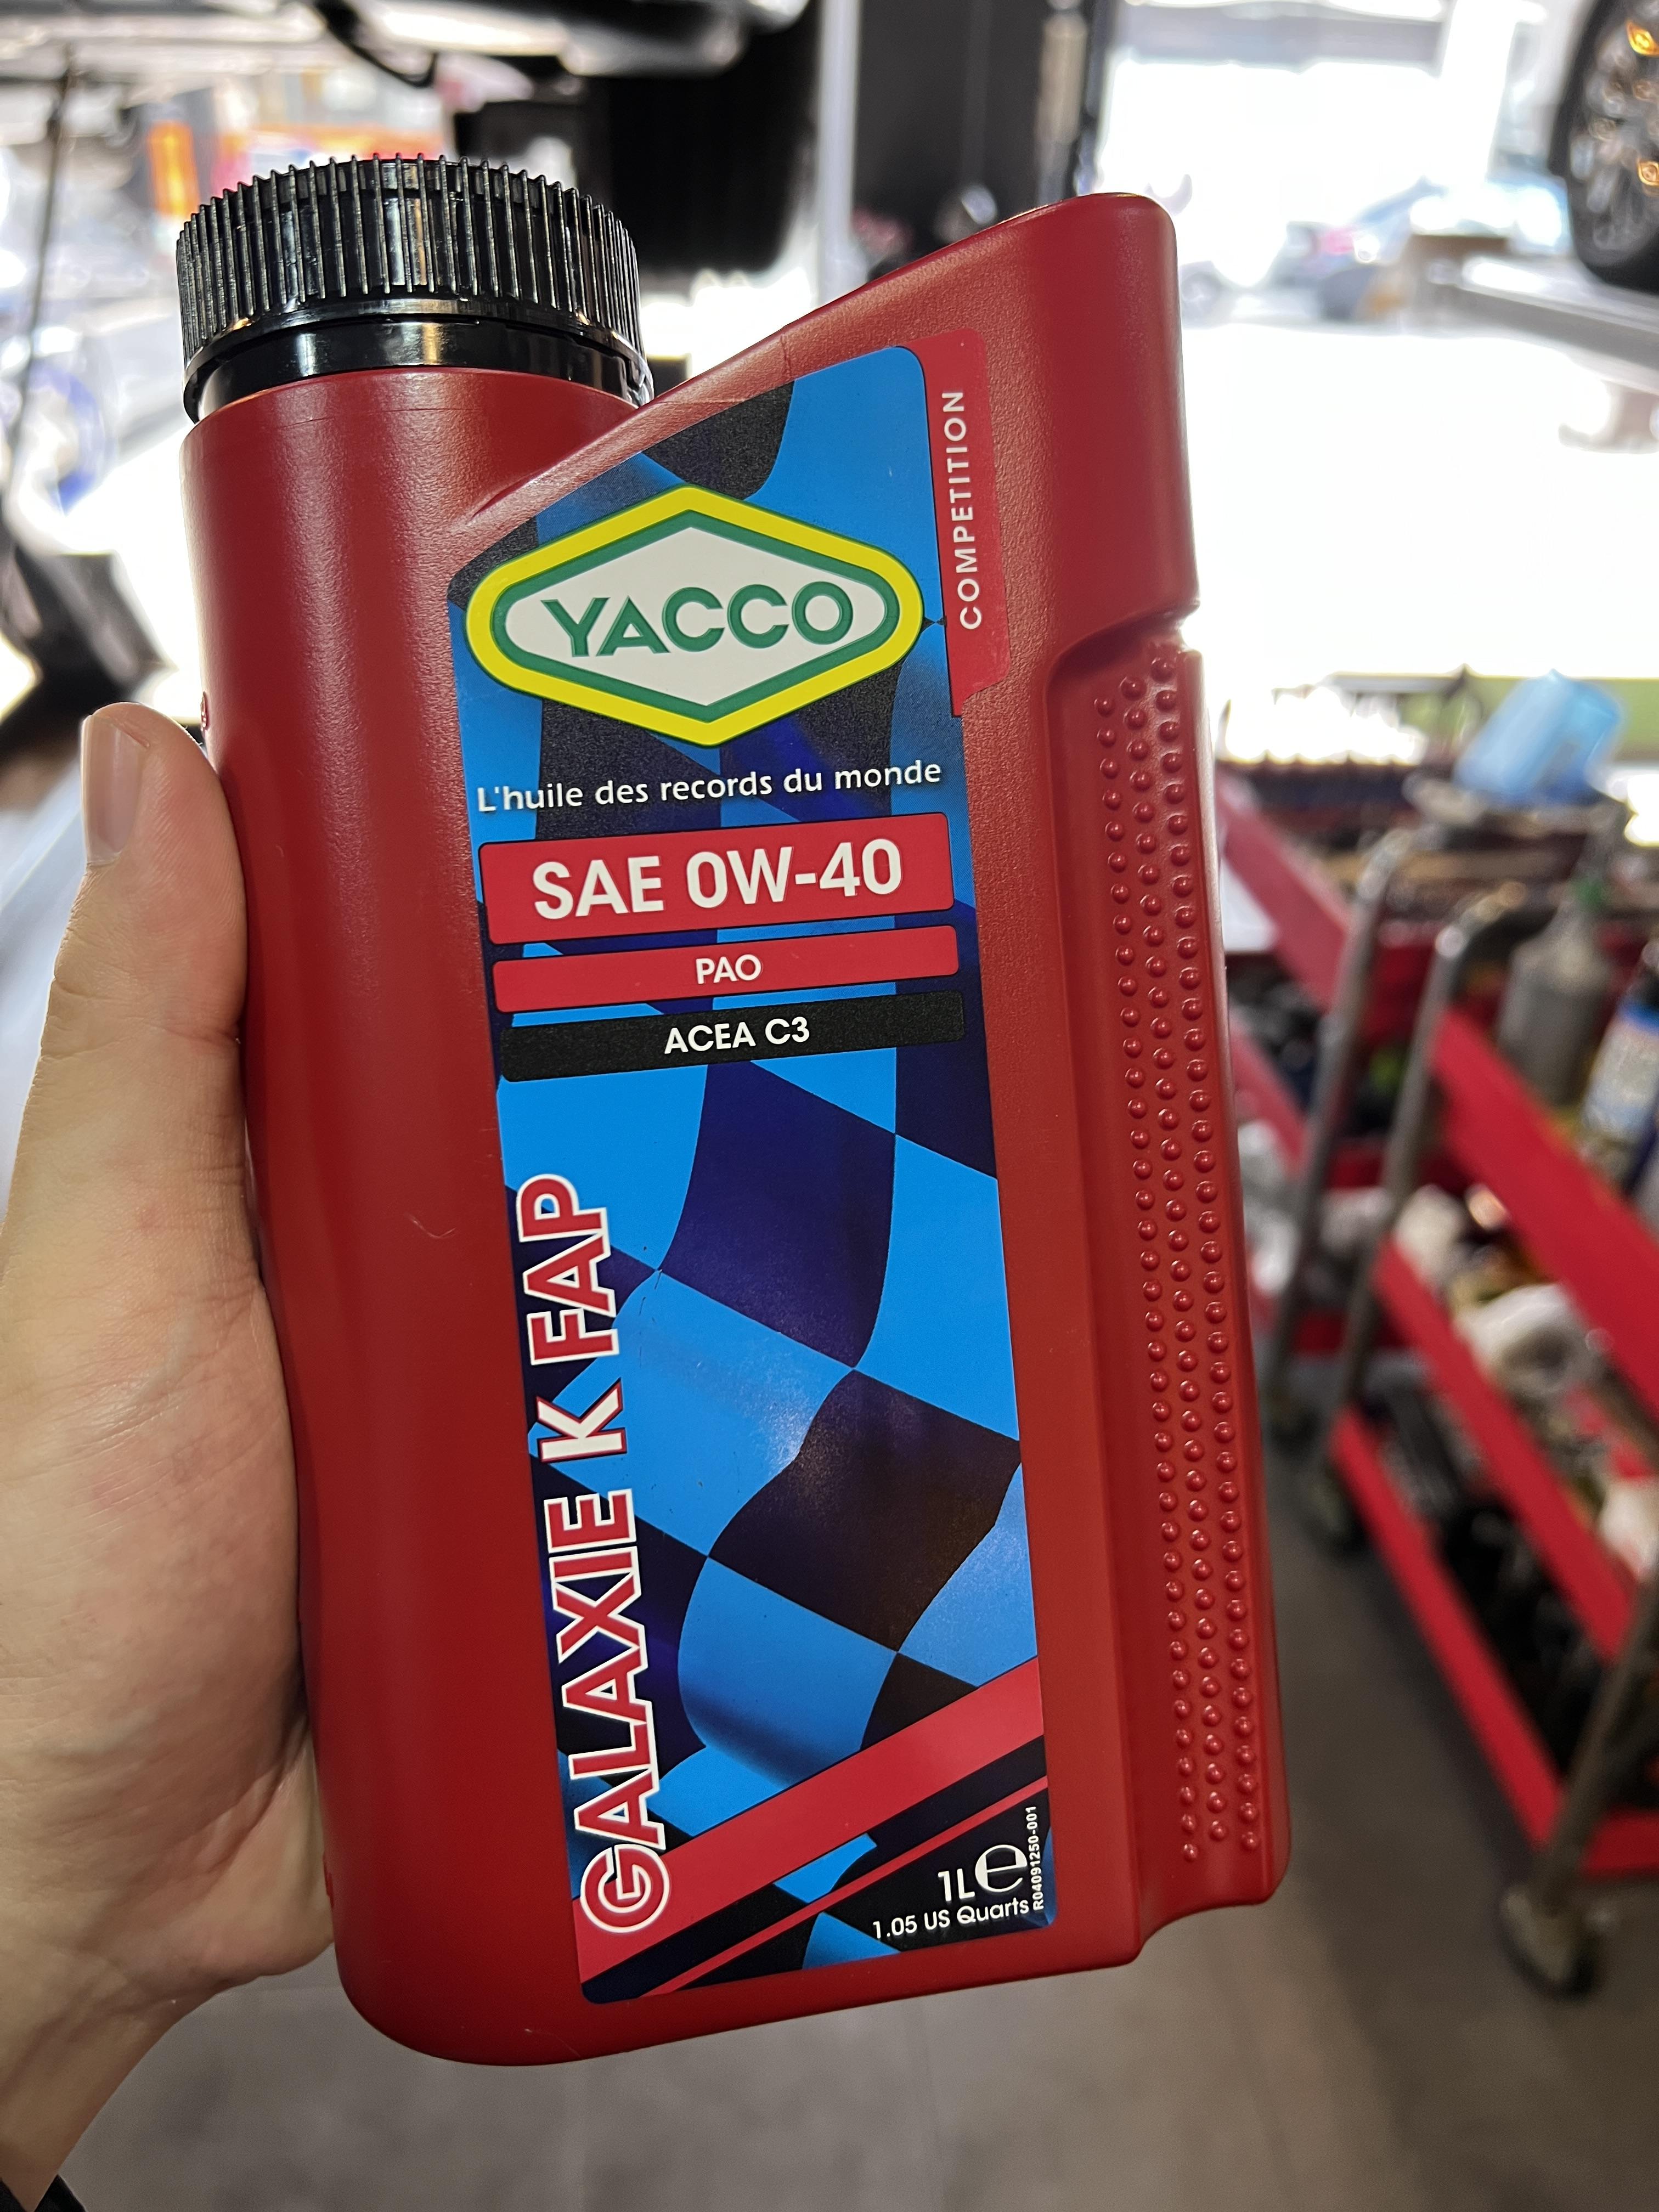 COMPETITION
YACCO
L'huile des records du monde
SAE 0W-40
PAO
ACEA C3
GALAXIE K FAP
1L e
1.05 US Quarts
R04091250-001